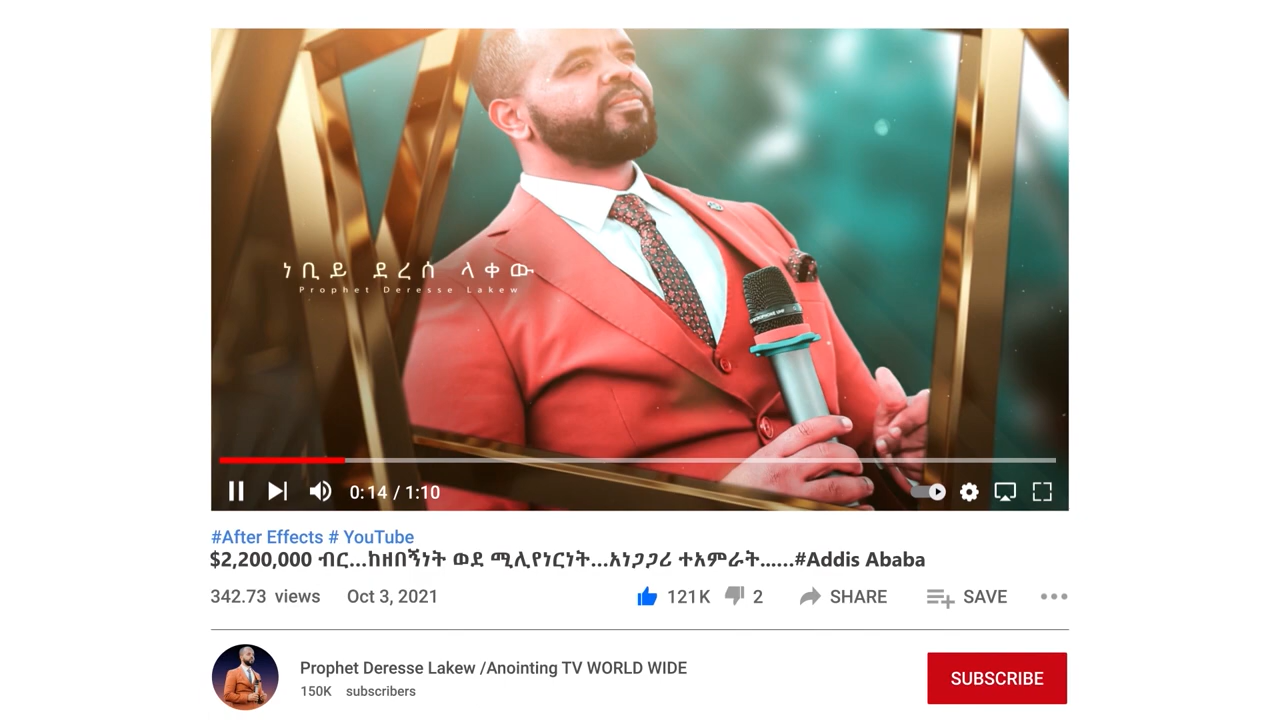 ነቢይ ደረሰ ላቀው
Prophet Deresse Lakew
0:14 / 1:10
#After Effects # YouTube
$2,200,000 ብር...ከዘበኝነት ወደ ሚሊየነርነት...አነጋጋሪ ተአምራት......#Addis Ababa
342.73 views Oct 3, 2021 121K 2 SHARE SAVE
Prophet Deresse Lakew /Anointing TV WORLD WIDE
150K subscribers
SUBSCRIBE